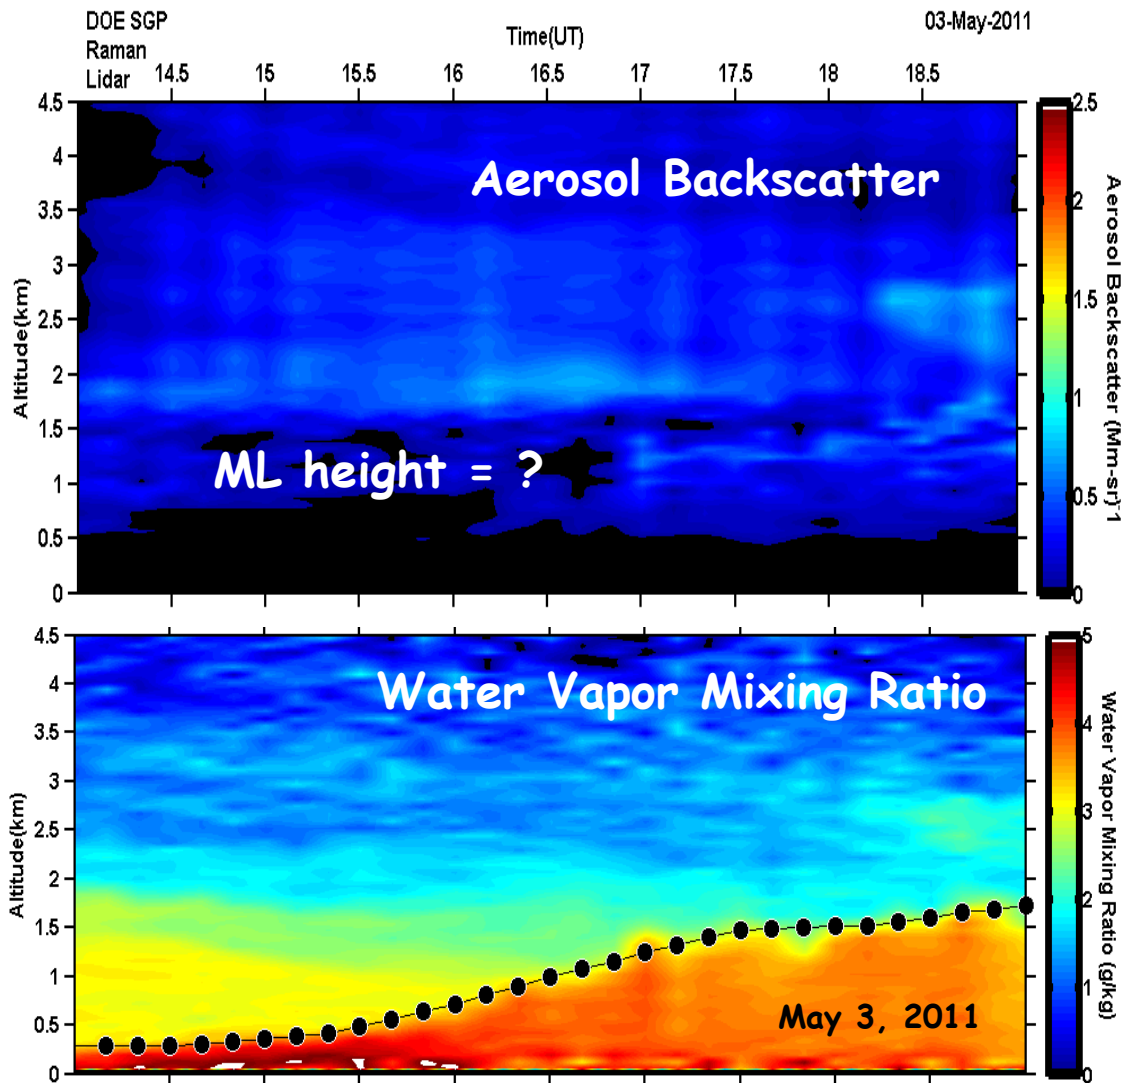 DOE SGP
Raman
Lidar
Time(UT)
03-May-2011
14.5 15 15.5 16 16.5 17 17.5 18 18.5
4.5
4
3.5
3
2.5
2
1.5
1
0.5
0
Altitude(km)
Aerosol Backscatter
ML height = ?
2.5
2
1.5
1
0.5
0
Aerosol Backscatter (Mm-sr)-1
4.5
4
3.5
3
2.5
2
1.5
1
0.5
0
Altitude(km)
Water Vapor Mixing Ratio
May 3, 2011
5
4
3
2
1
0
Water Vapor Mixing Ratio (g/kg)